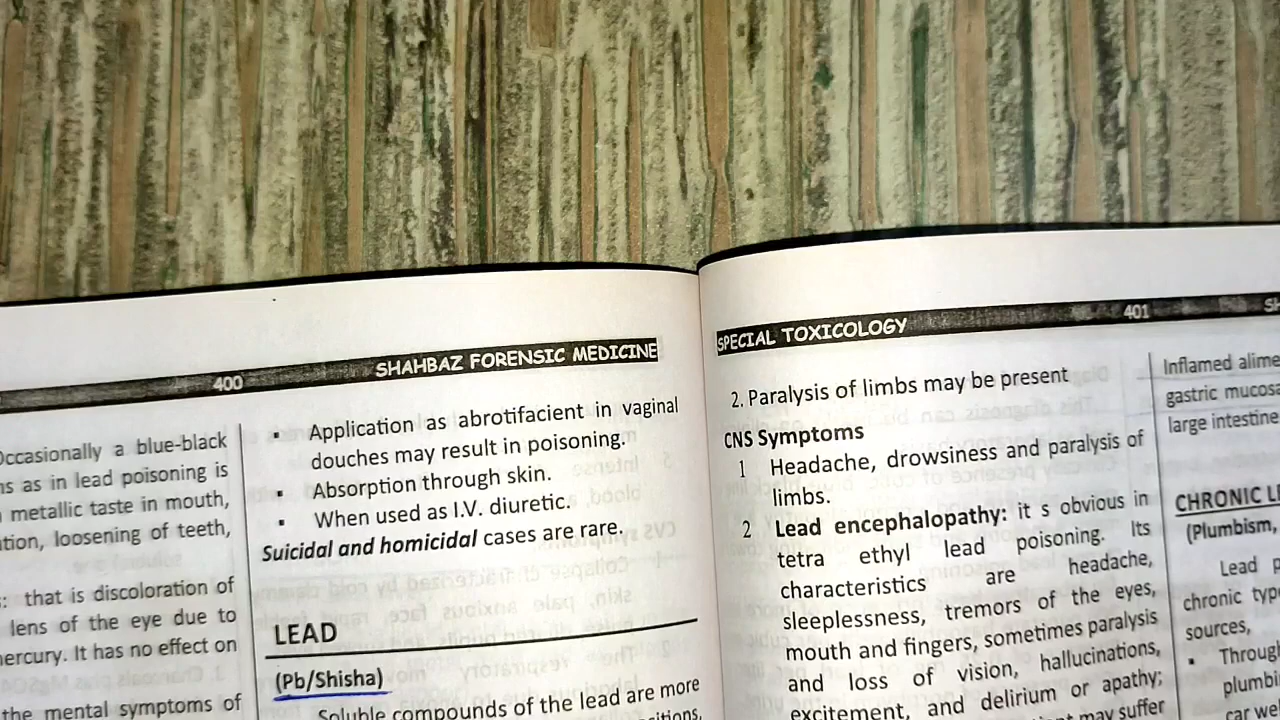 400
SHAHBAZ FORENSIC MEDICINE
Occasionally a blue-black
as in lead poisoning is
metallic taste in mouth,
loosening of teeth,
that is discoloration of
lens of the eye due to
It has no effect on
the mental symptoms of
▪ Application as abrotifacient in vaginal
douches may result in poisoning.
▪ Absorption through skin.
▪ When used as I.V. diuretic.
Suicidal and homicidal cases are rare.
LEAD
(Pb/Shisha)
Soluble compounds of the lead are more
SPECIAL TOXICOLOGY
401
2. Paralysis of limbs may be present
CNS Symptoms
1 Headache, drowsiness and paralysis of
limbs.
2 Lead encephalopathy: it s obvious in
tetra ethyl lead poisoning. Its
characteristics are headache,
sleeplessness, tremors of the eyes,
mouth and fingers, sometimes paralysis
and loss of vision, hallucinations,
excitement, and delirium or apathy;
may suffer
Inflamed
gastric
large intestine
CHRONIC
(Plumbism,
Lead
chronic
sources,
▪
car